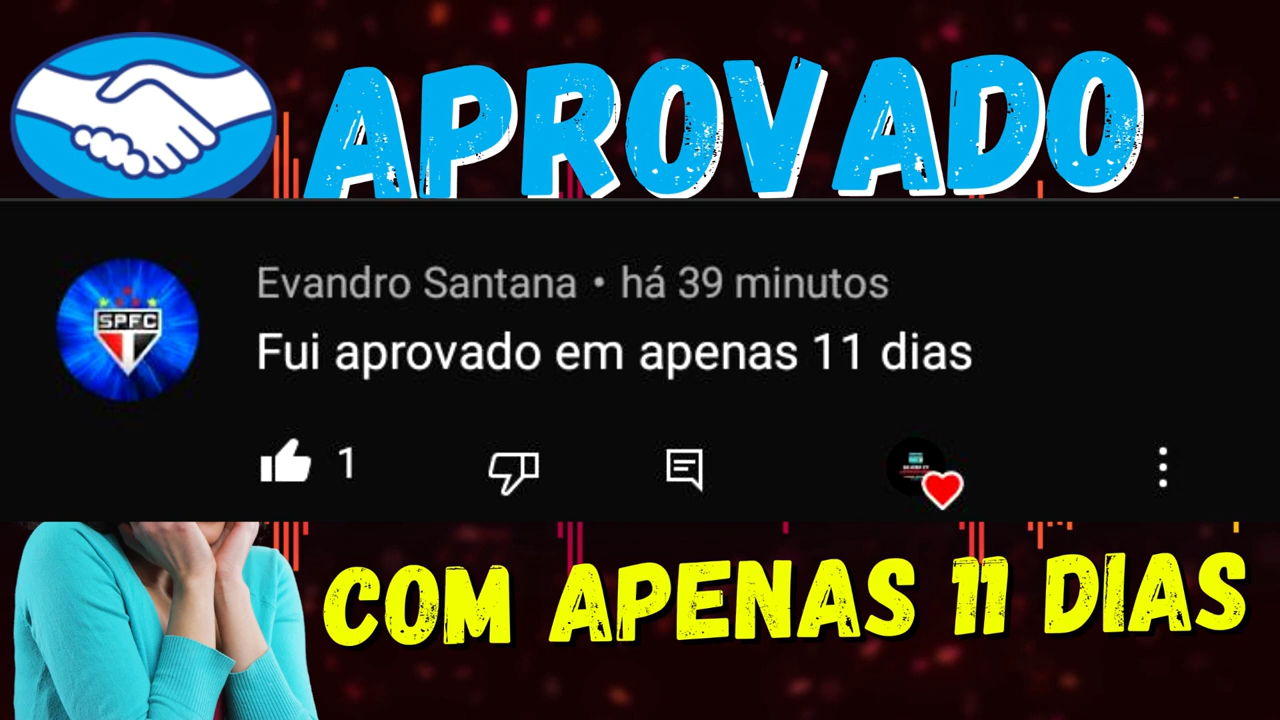 APROVADO
Evandro Santana • há 39 minutos
SPFC
Fui aprovado em apenas 11 dias
1
COM APENAS 11 DIAS